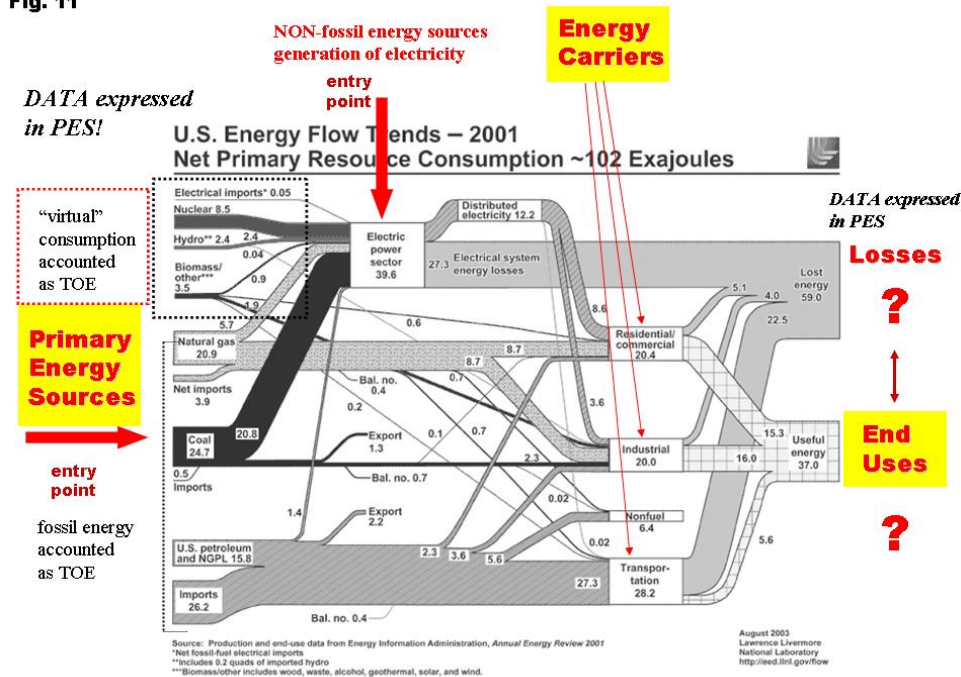 Fig. 11
NON-fossil energy sources
generation of electricity
entry
point
Energy
Carriers
DATA expressed
in PES!
U.S. Energy Flow Trends – 2001
Net Primary Resource Consumption ~102 Exajoules
"virtual"
consumption
accounted
as TOE
Primary
Energy
Sources
entry
point
fossil energy
accounted
as TOE
Electrical imports* 0.05
Nuclear 8.5
Hydro** 2.4
2.4
0.04
Biomass/
other***
3.5
0.9
1.9
5.7
Natural gas
20.9
Net imports
3.9
Coal
24.7
20.8
0.5
Imports
U.S. petroleum
and NGPL 15.8
Imports
26.2
Electric
power
sector
39.6
Distributed
electricity 12.2
27.3
Electrical system
energy losses
0.6
8.7
8.7
0.7
Bal. no.
0.4
0.2
0.1
0.7
Export
1.3
Bal. no. 0.7
2.3
1.4
Export
2.2
2.3
3.6
5.6
0.02
0.02
27.3
Bal. no. 0.4
8.6
3.6
Residential/
commercial
20.4
Industrial
20.0
Nonfuel
6.4
Transpor-
tation
28.2
5.1
4.0
22.5
Lost
energy
59.0
15.3
16.0
5.6
Useful
energy
37.0
DATA expressed
in PES
Losses
?
End
Uses
?
Source: Production and end-use data from Energy Information Administration, Annual Energy Review 2001
*Net fossil-fuel electrical imports
**Includes 0.2 quads of imported hydro
***Biomass/other includes wood, waste, alcohol, geothermal, solar, and wind.
August 2003
Lawrence Livermore
National Laboratory
http://eed.llnl.gov/flow